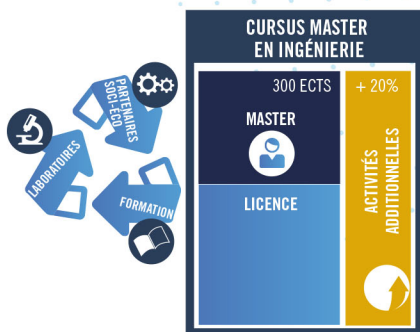 CURSUS MASTER
EN INGÉNIERIE
300 ECTS
+ 20%
MASTER
LICENCE
ACTIVITÉS
ADDITIONNELLES
PARTENAIRES
SOCI-ÉCO
LABORATOIRES
FORMATION